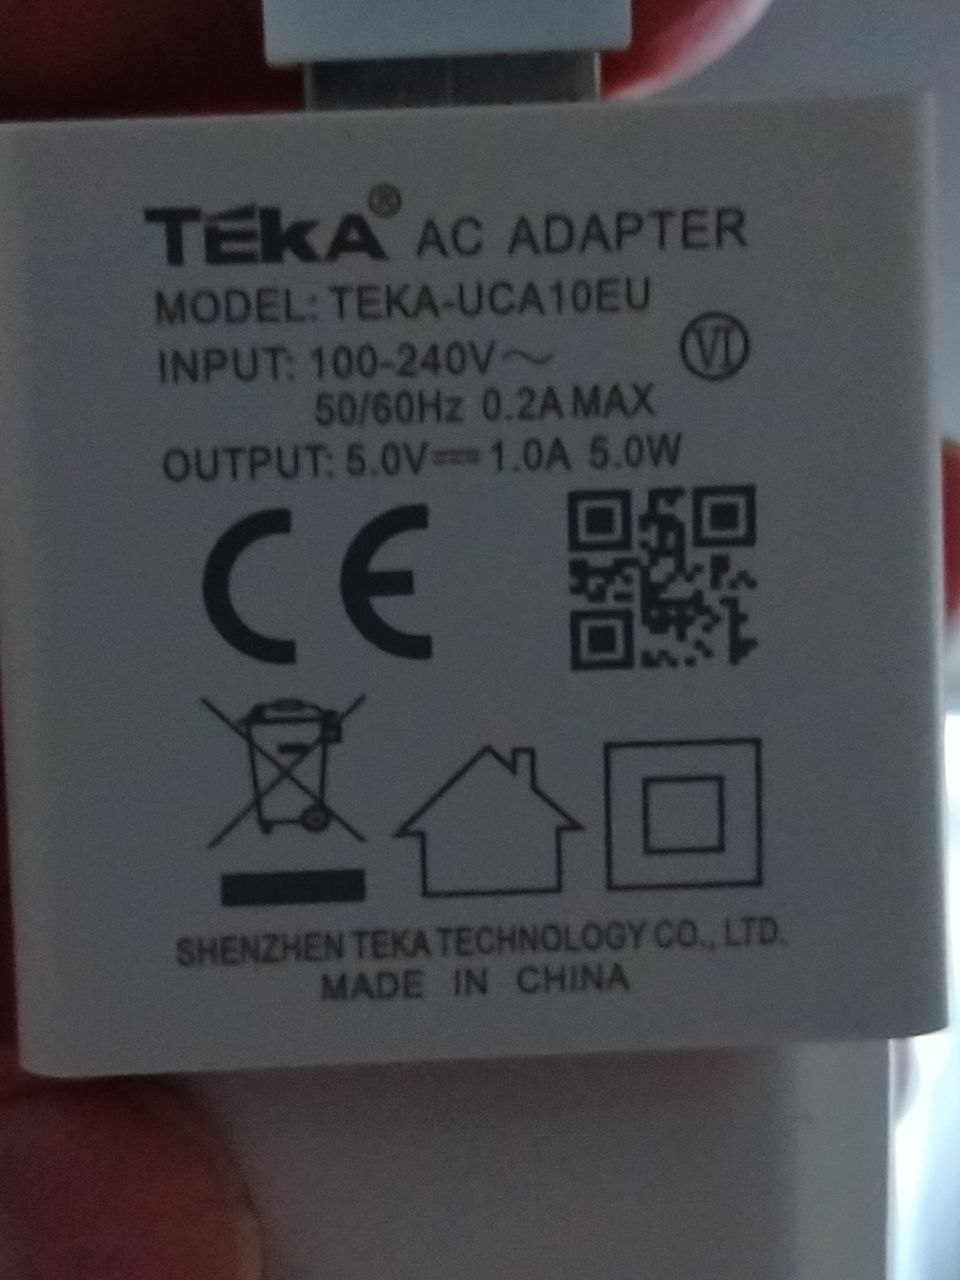 TÉKA® AC ADAPTER
MODEL: TEKA-UCA10EU
INPUT: 100-240V~
VI
50/60Hz 0.2A MAX
OUTPUT: 5.0V⎓1.0A 5.0W
CE
SHENZHEN TEKA TECHNOLOGY CO., LTD.
MADE IN CHINA